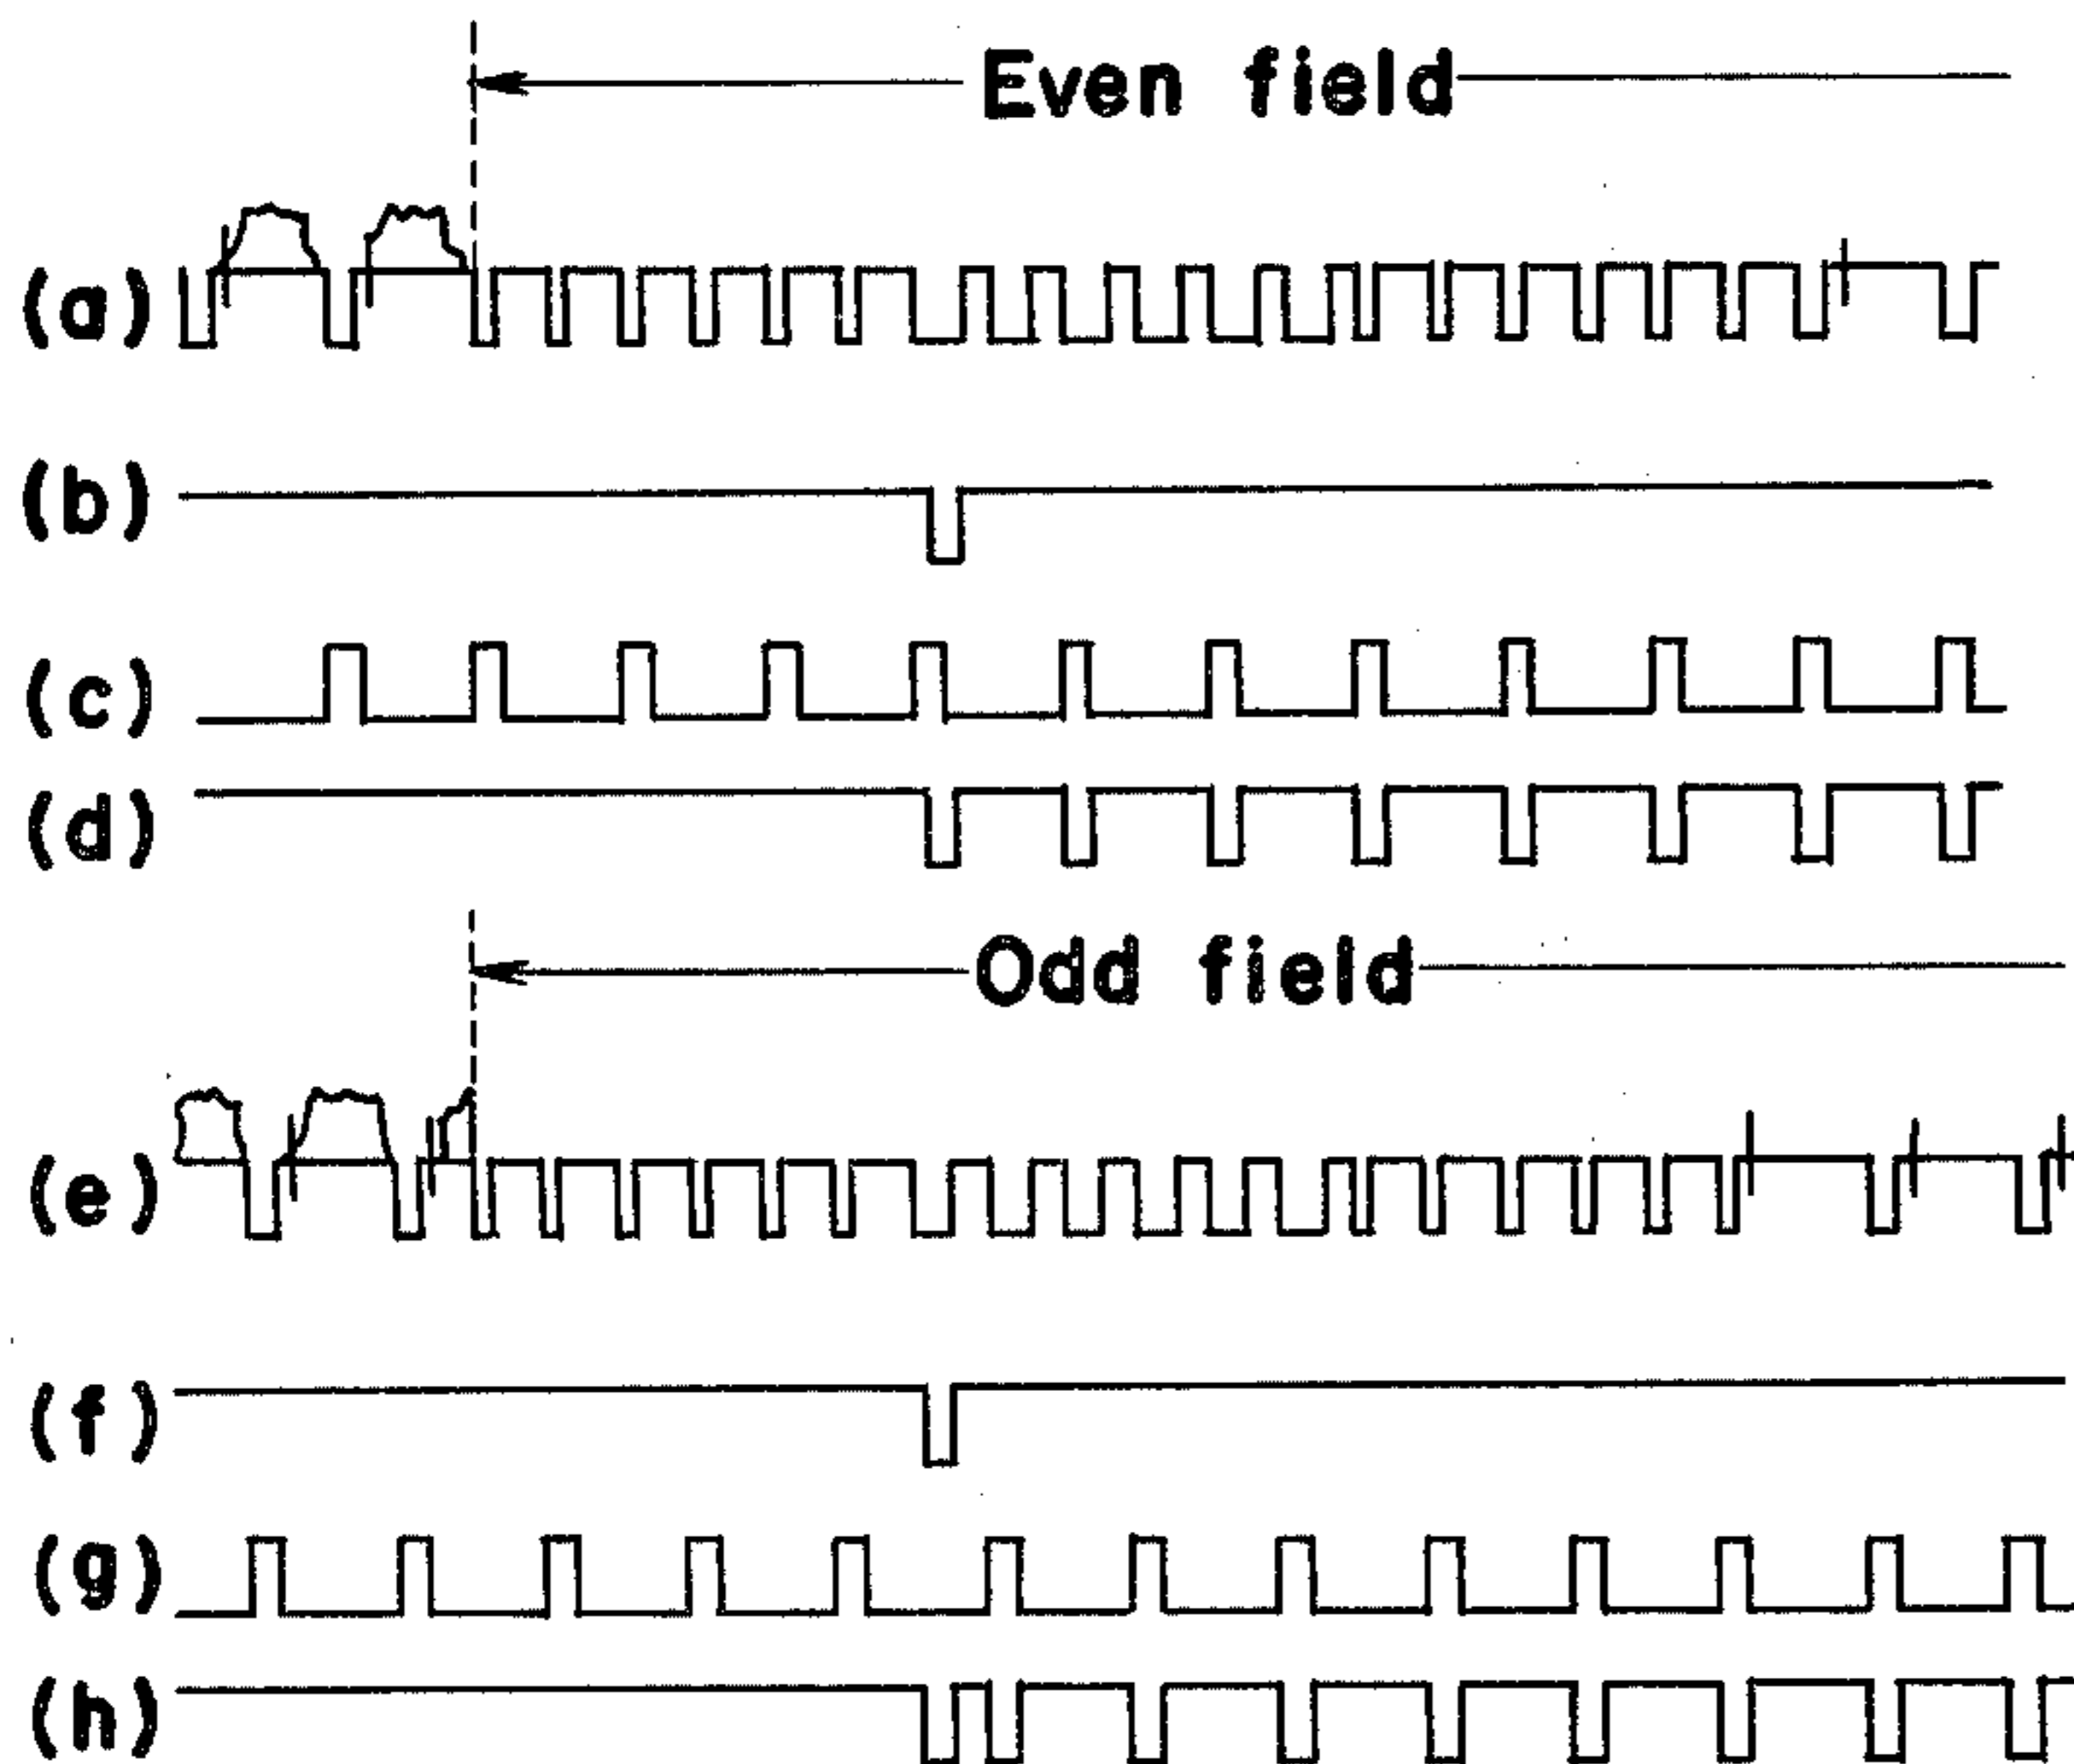 Even field
(a)
(b)
(c)
(d)
Odd field
(e)
(f)
(g)
(h)